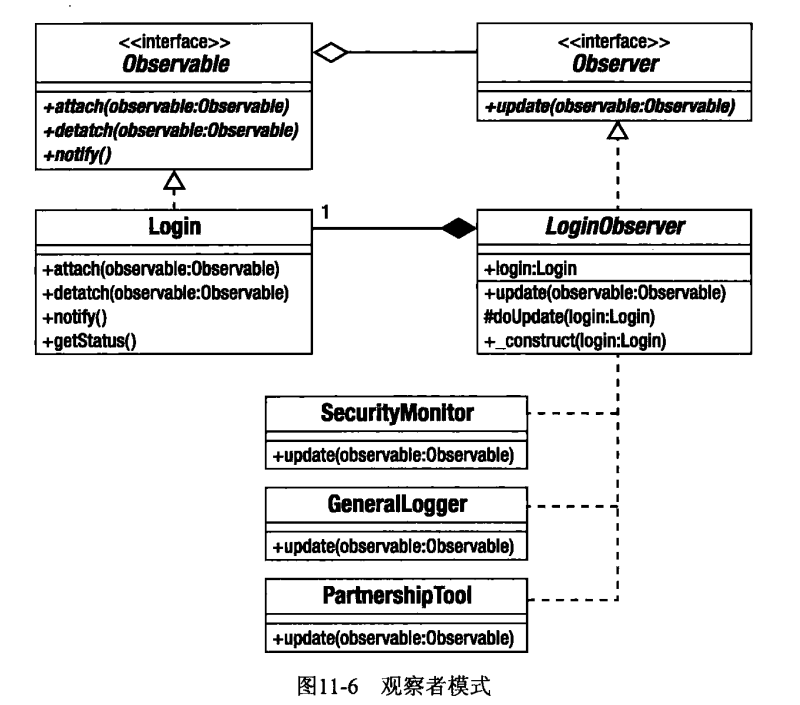 <<interface>>
Observable
+attach(observable:Observable)
+detatch(observable:Observable)
+notify()
<<interface>>
Observer
+update(observable:Observable)
Login
+attach(observable:Observable)
+detatch(observable:Observable)
+notify()
+getStatus()
1
LoginObserver
+login:Login
+update(observable:Observable)
#doUpdate(login:Login)
+_construct(login:Login)
SecurityMonitor
+update(observable:Observable)
GeneralLogger
+update(observable:Observable)
PartnershipTool
+update(observable:Observable)
图11-6 观察者模式